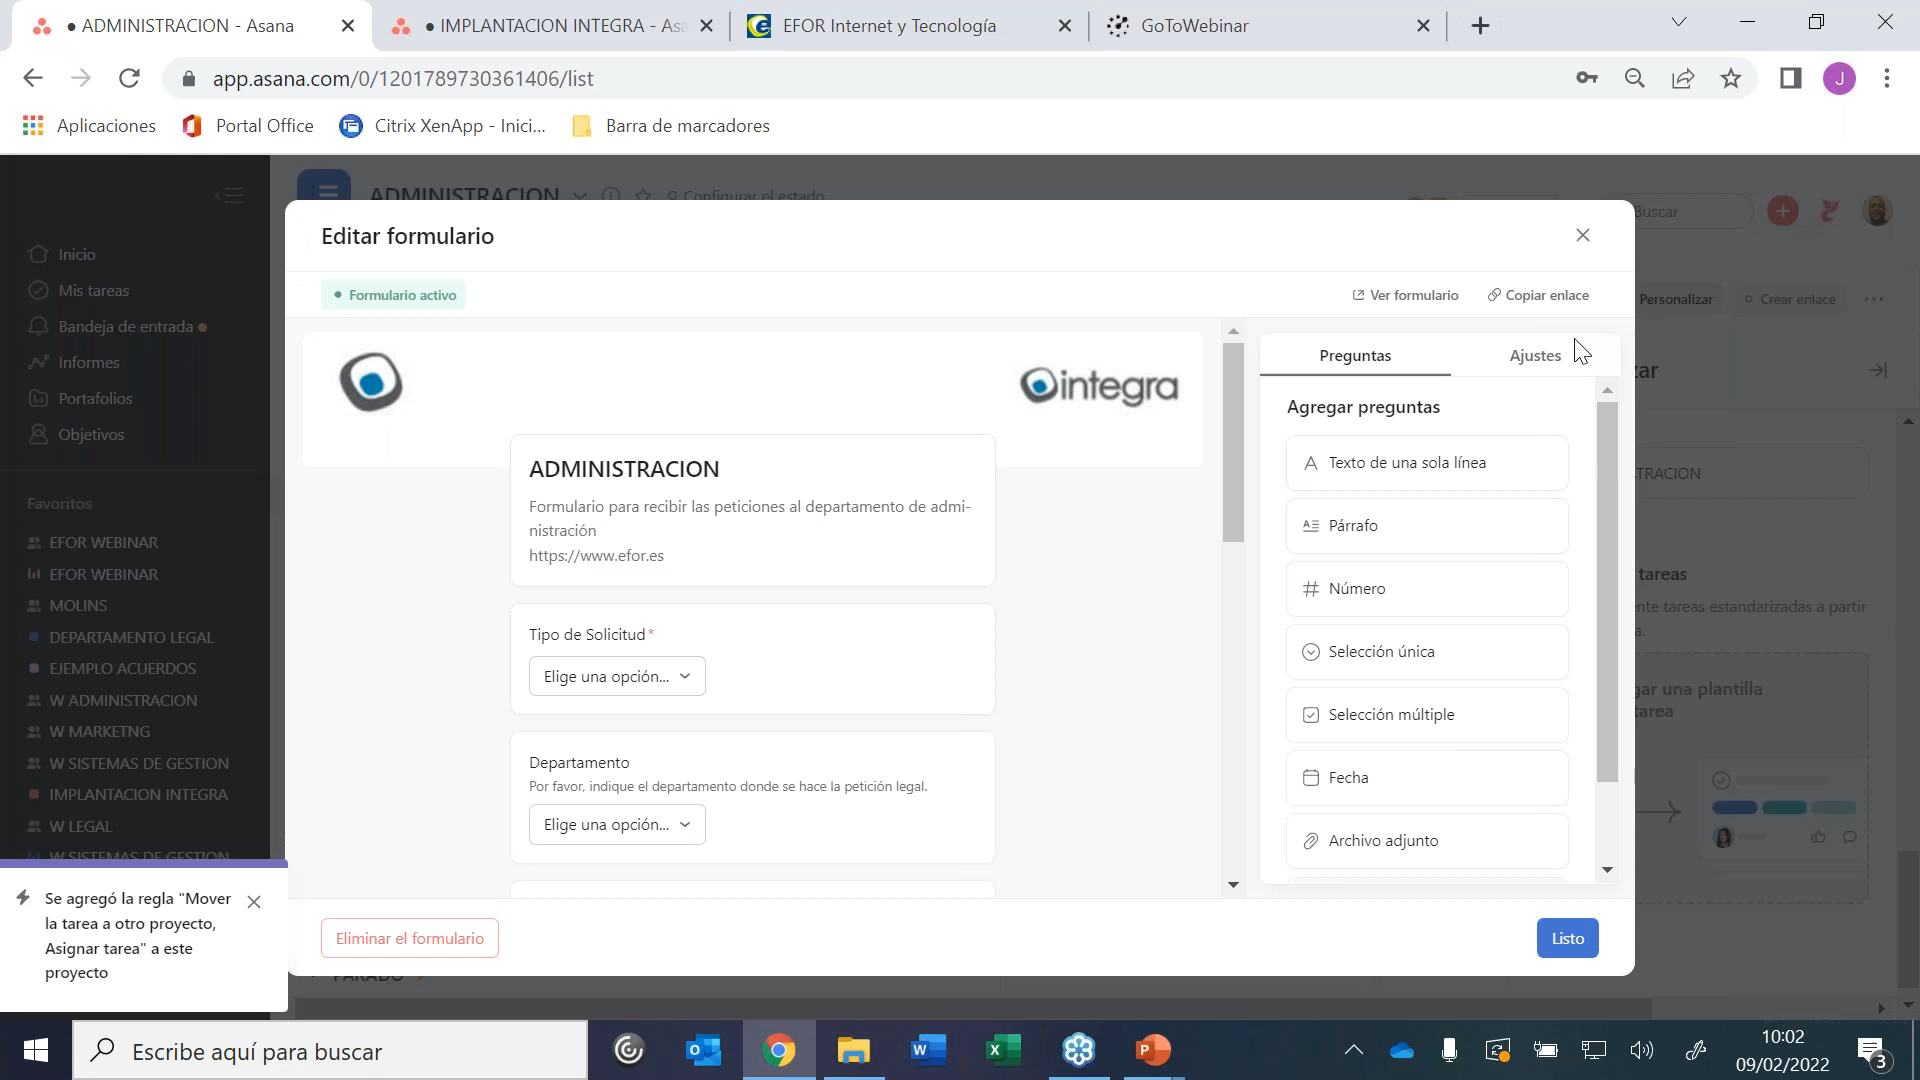 ● ADMINISTRACION - Asana
● IMPLANTACION INTEGRA - Asa
EFOR Internet y Tecnología
GoToWebinar
app.asana.com/0/1201789730361406/list
J
Aplicaciones
Portal Office
Citrix XenApp - Inici...
Barra de marcadores
ADMINISTRACION
Configurar el estado
Buscar
Inicio
Mis tareas
Bandeja de entrada
Informes
Portafolios
Objetivos
Favoritos
EFOR WEBINAR
EFOR WEBINAR
MOLINS
DEPARTAMENTO LEGAL
EJEMPLO ACUERDOS
W ADMINISTRACION
W MARKETNG
W SISTEMAS DE GESTION
IMPLANTACION INTEGRA
W LEGAL
W SISTEMAS DE GESTION
Se agregó la regla "Mover
la tarea a otro proyecto,
Asignar tarea" a este
proyecto
Editar formulario
Formulario activo
Ver formulario
Copiar enlace
integra
ADMINISTRACION
Formulario para recibir las peticiones al departamento de admi-
nistración
https://www.efor.es
Tipo de Solicitud*
Elige una opción...
Departamento
Por favor, indique el departamento donde se hace la petición legal.
Elige una opción...
Preguntas
Ajustes
Agregar preguntas
Texto de una sola línea
Párrafo
Número
Selección única
Selección múltiple
Fecha
Archivo adjunto
Eliminar el formulario
Listo
Personalizar
Crear enlace
zar
TRACION
tareas
nte tareas estandarizadas a partir
a.
gar una plantilla
tarea
PARADO
Escribe aquí para buscar
10:02
09/02/2022
3